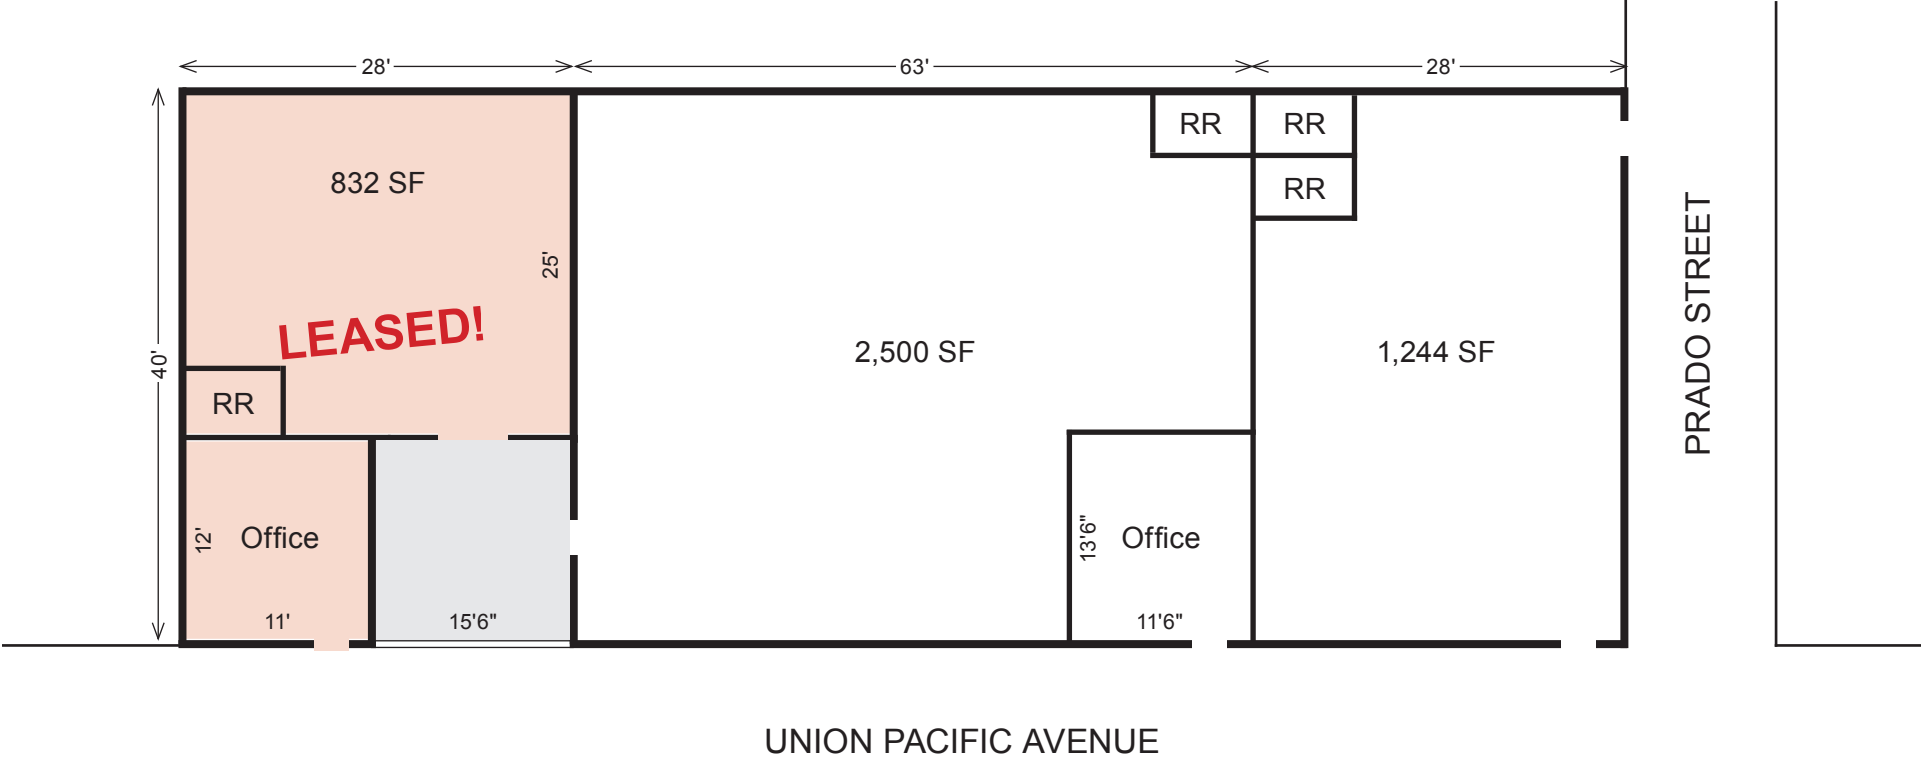 28'
63'
28'
RR
RR
832 SF
RR
25'
LEASED!
40'
2,500 SF
1,244 SF
PRADO STREET
RR
12'
Office
13'6"
Office
11'
15'6"
11'6"
UNION PACIFIC AVENUE